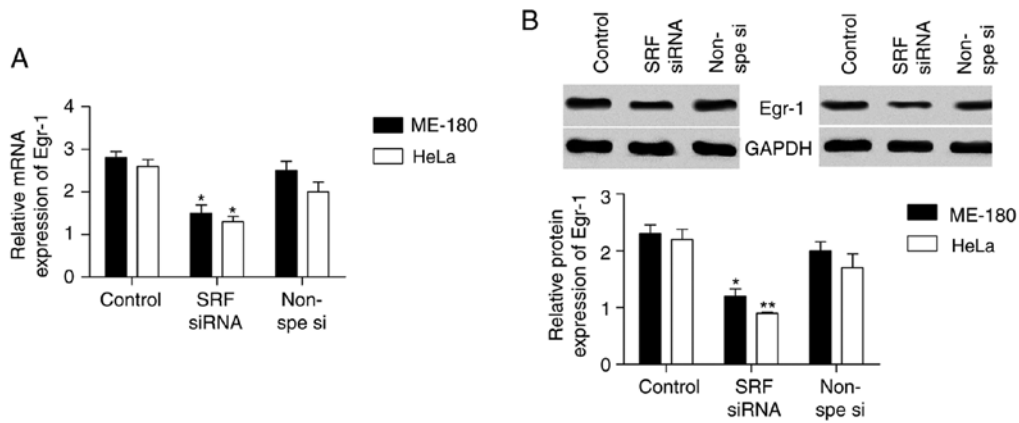 A
Relative mRNA
expression of Egr-1
4
3
2
1
0
*
*
Control
SRF
siRNA
Non-
spe si
ME-180
HeLa
B
Control
SRF
siRNA
Non-
spe si
Control
SRF
siRNA
Non-
spe si
Egr-1
GAPDH
Relative protein
expression of Egr-1
3
2
1
0
*
**
Control
SRF
siRNA
Non-
spe si
ME-180
HeLa